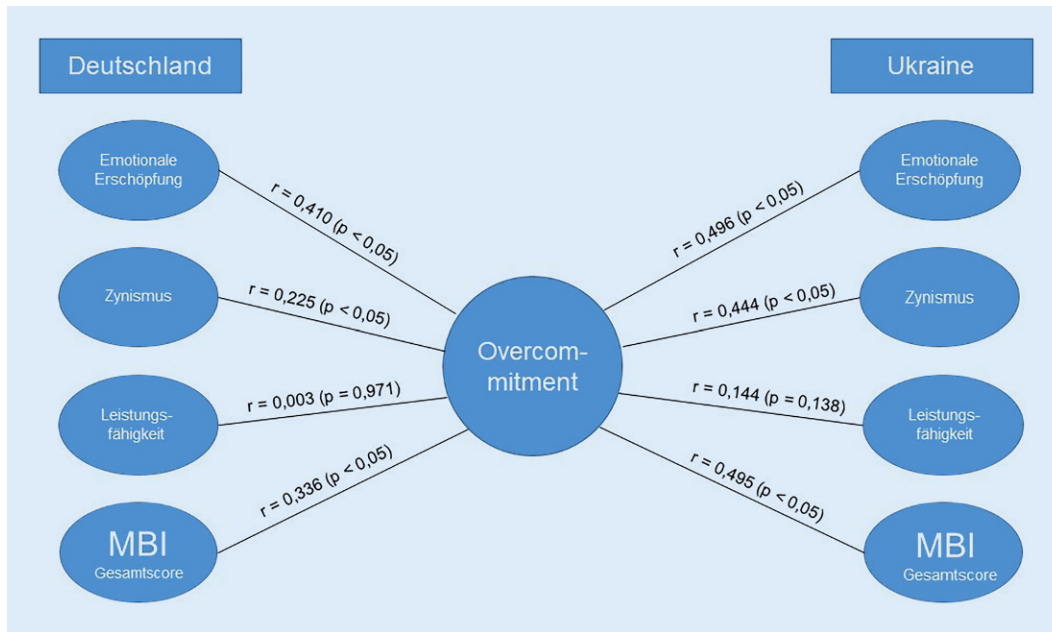 Deutschland
Emotionale
Erschöpfung
r = 0,410 (p < 0,05)
Zynismus
r = 0,225 (p < 0,05)
Leistungs-
fähigkeit
r = 0,003 (p = 0,971)
MBI
Gesamtscore
r = 0,336 (p < 0,05)
Overcom-
mitment
Ukraine
r = 0,496 (p < 0,05)
Emotionale
Erschöpfung
r = 0,444 (p < 0,05)
Zynismus
r = 0,144 (p = 0,138)
Leistungs-
fähigkeit
r = 0,495 (p < 0,05)
MBI
Gesamtscore